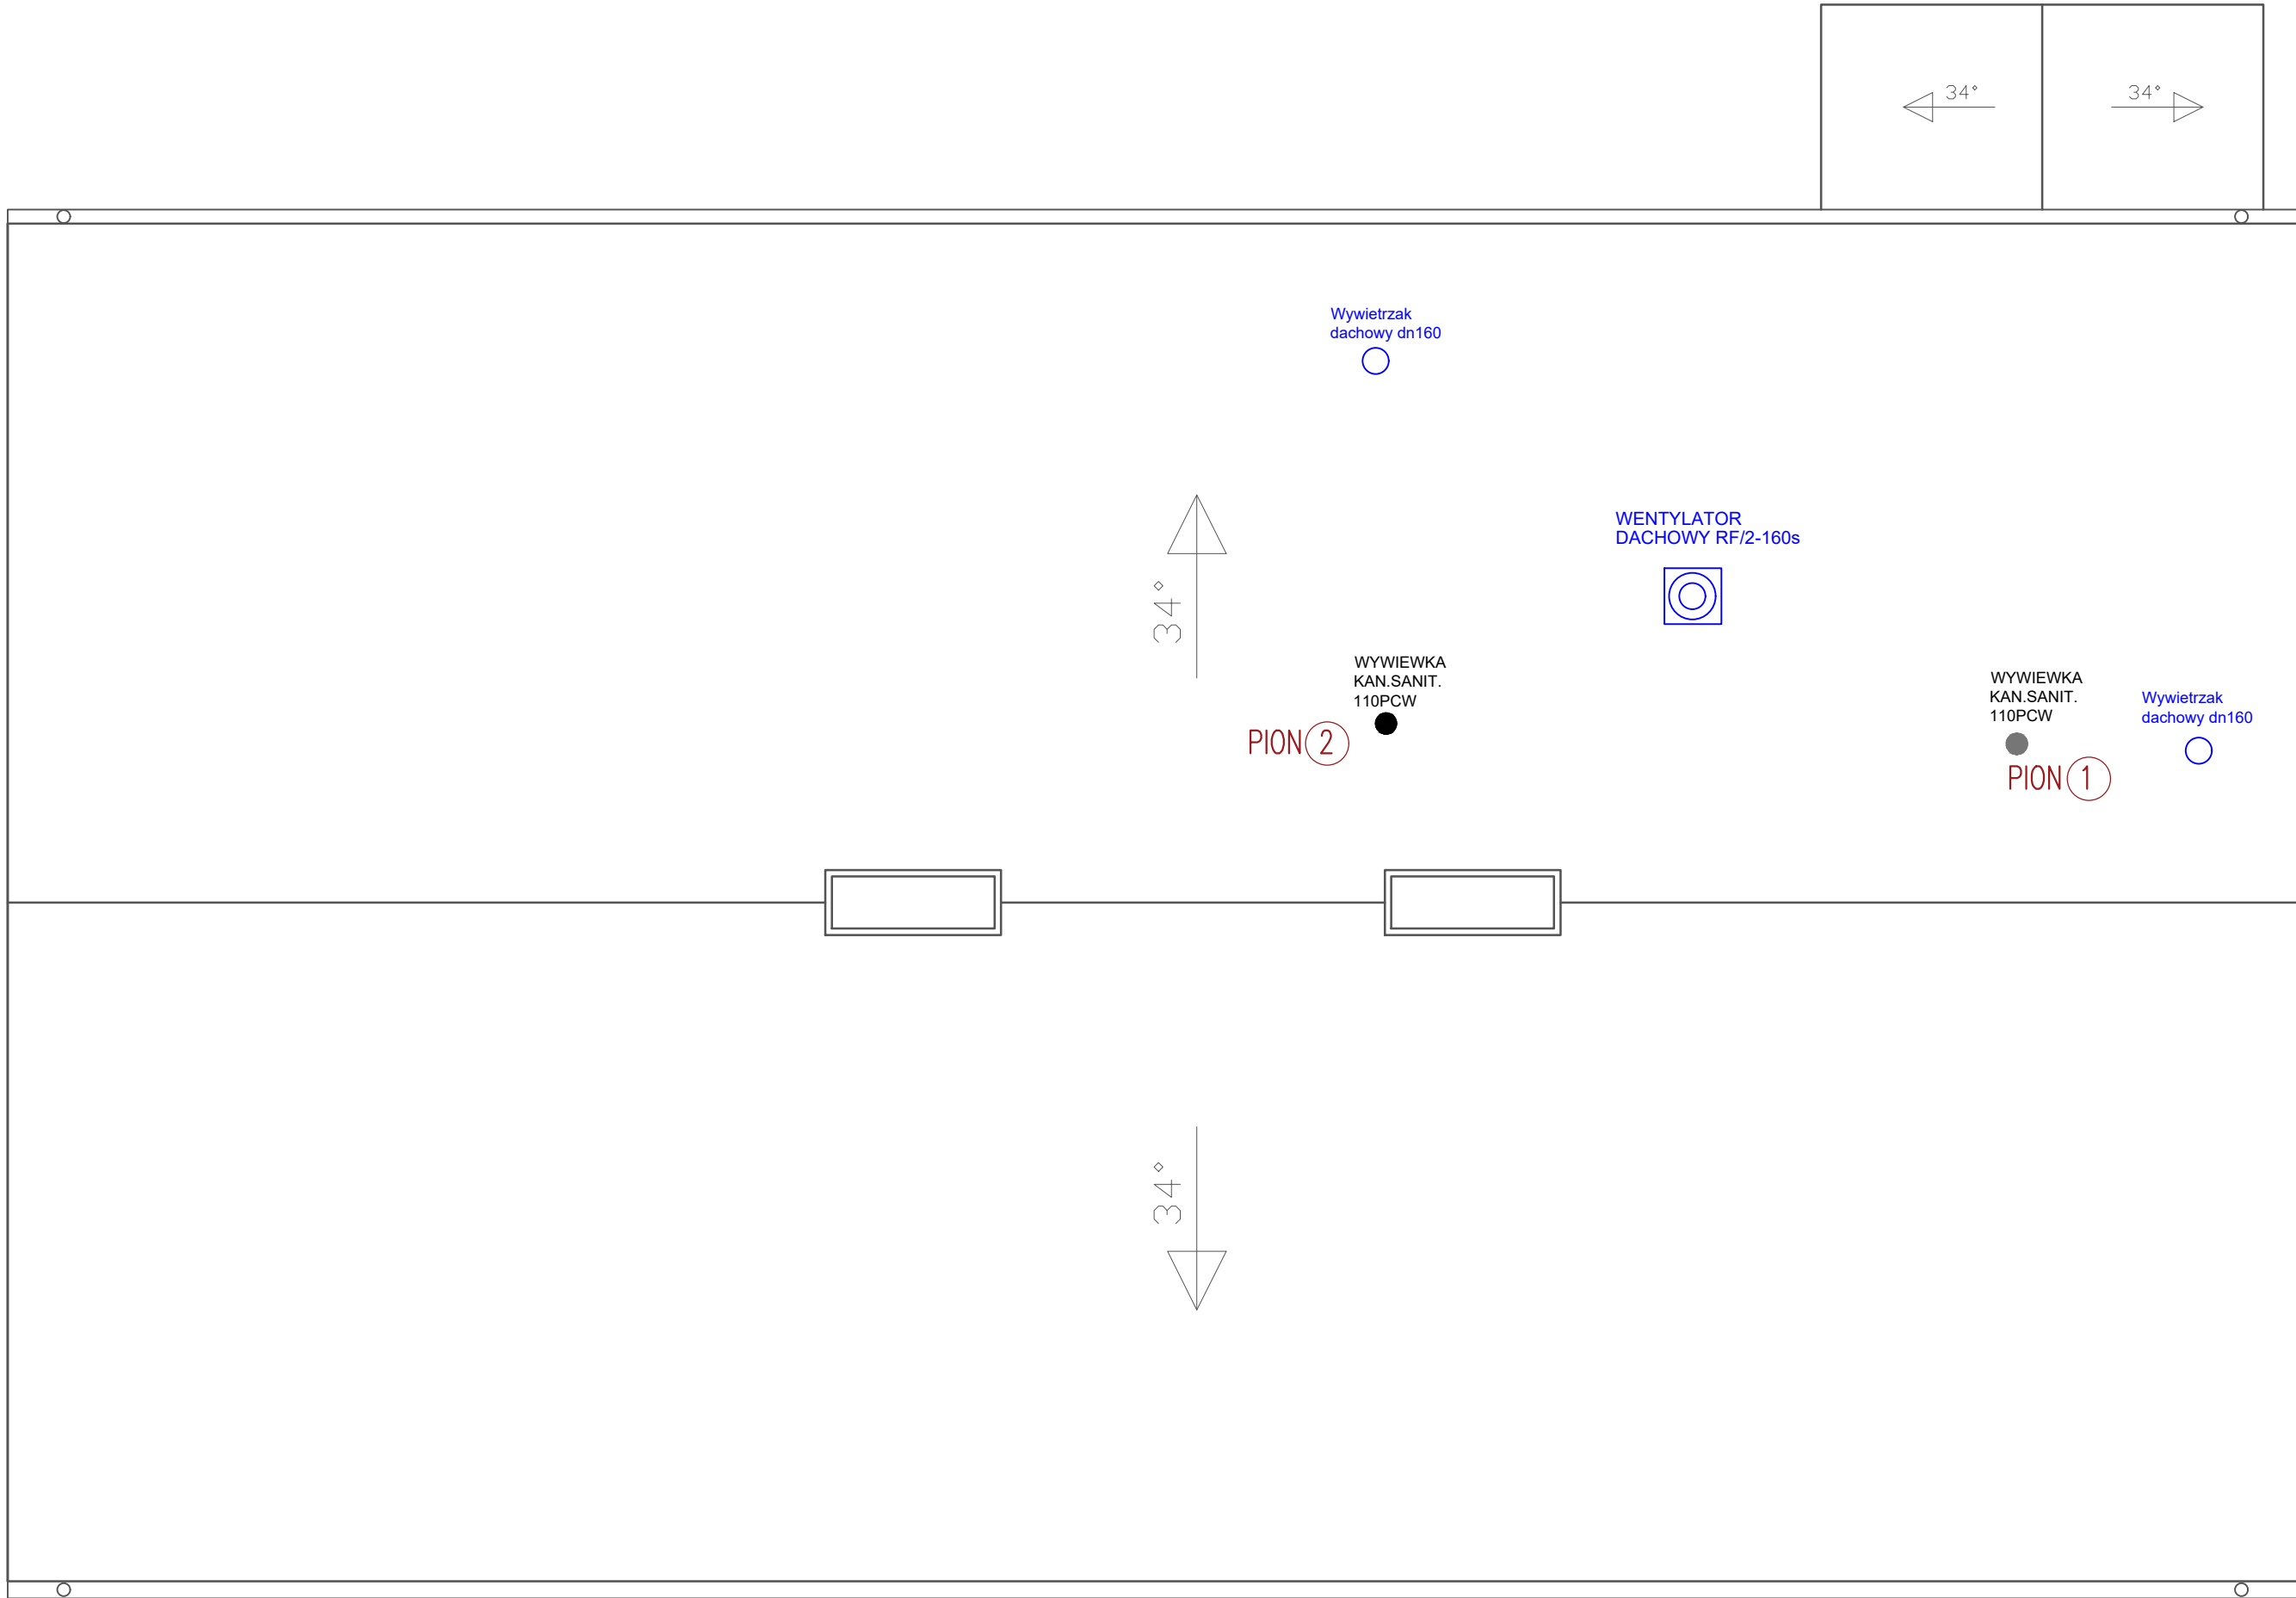 34°
34°
Wywietrzak
dachowy dn160
WENTYLATOR
DACHOWY RF/2-160s
34°
WYWIEWKA
KAN.SANIT.
110PCW
PION 2
WYWIEWKA
KAN.SANIT.
110PCW
PION 1
Wywietrzak
dachowy dn160
34°